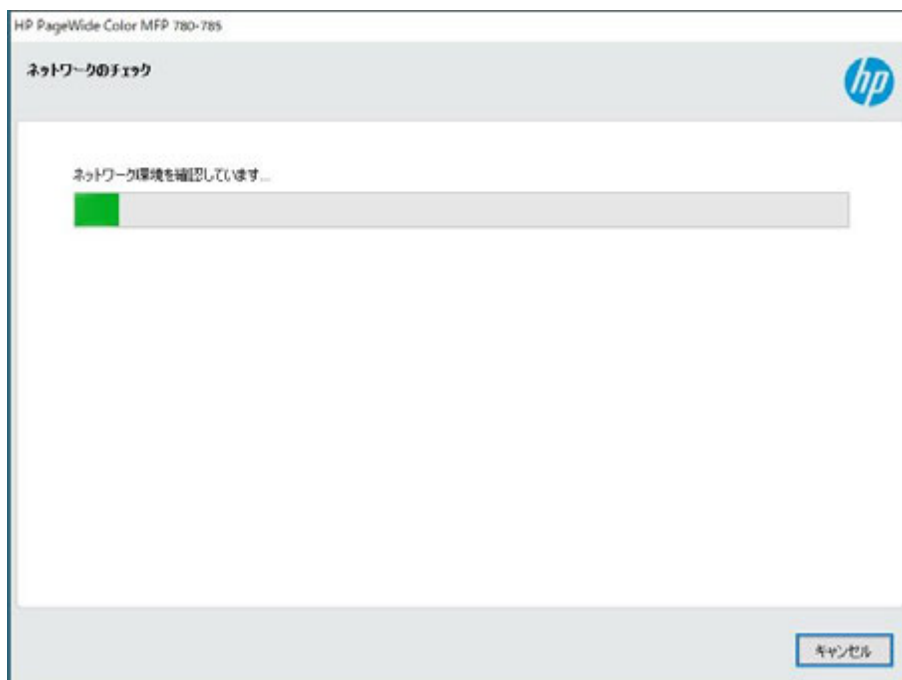 HP PageWide Color MFP 780-785
ネットワークのチェック
hp
ネットワーク環境を確認しています...
キャンセル